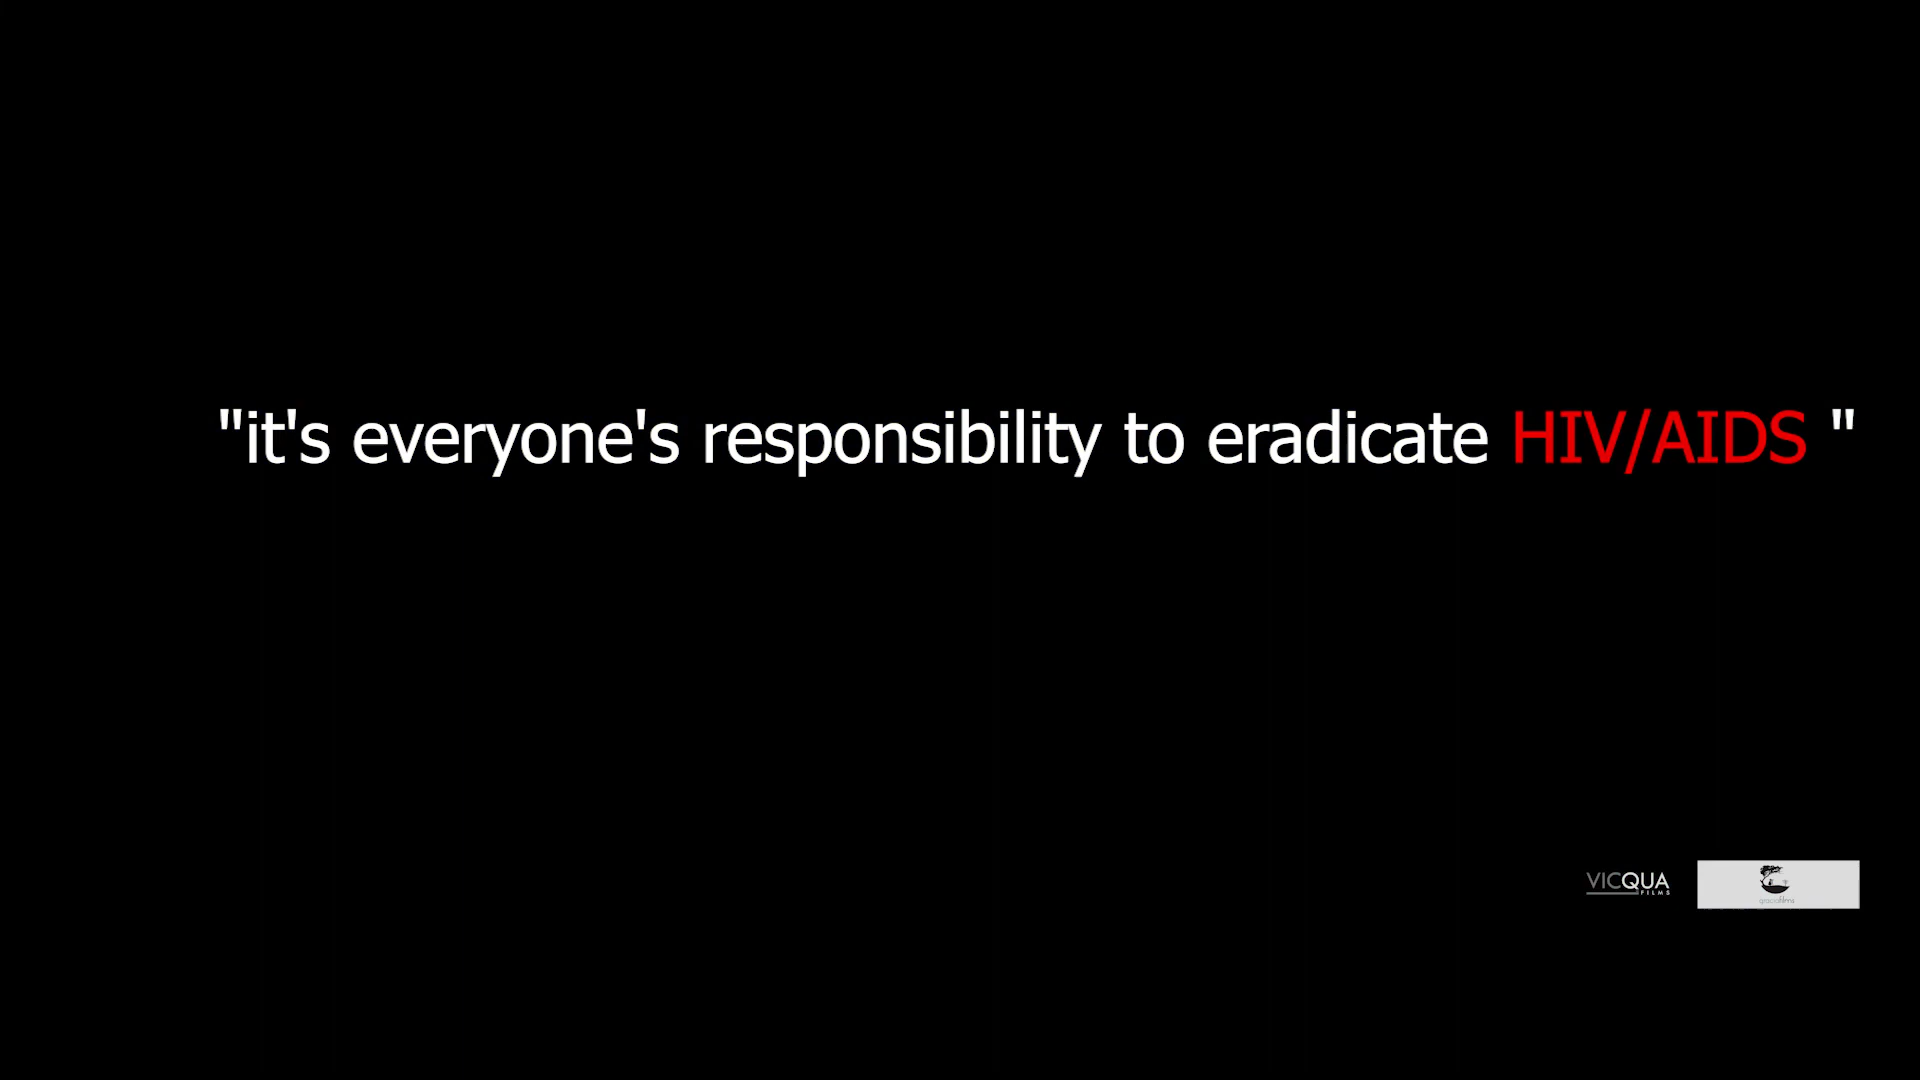 "it's everyone's responsibility to eradicate HIV/AIDS "
VICQUA
FILMS